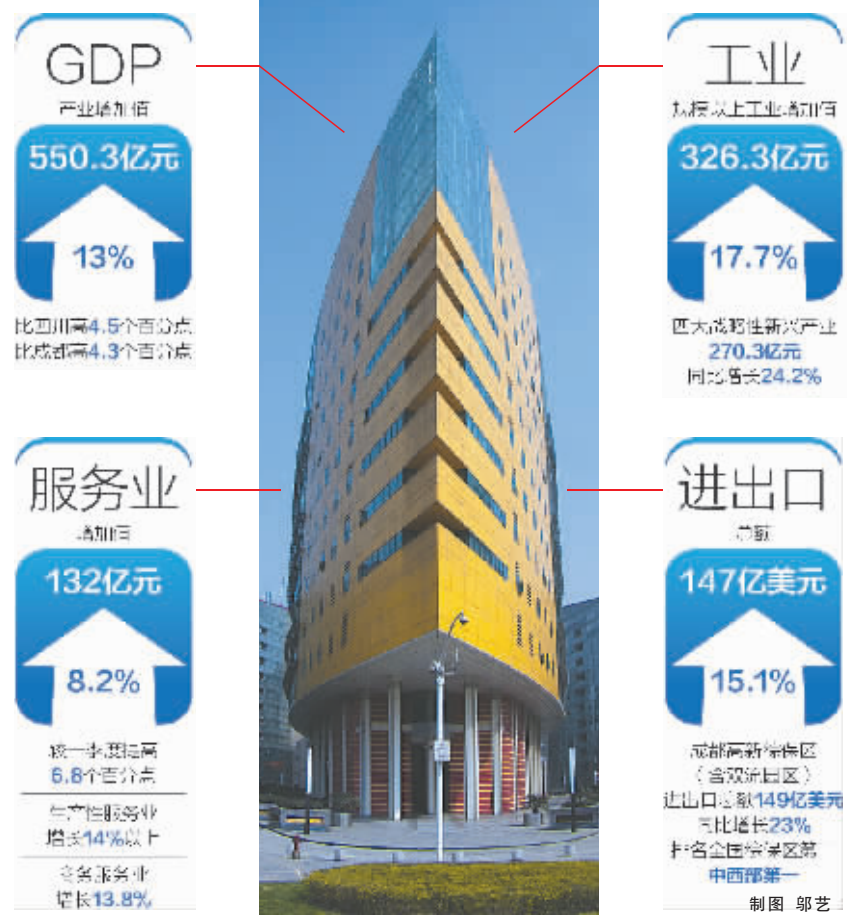 GDP
产业增加值
550.3亿元
13%
比四川高4.5个百分点
比成都高4.3个百分点
工业
规模以上工业增加值
326.3亿元
17.7%
四大战略性新兴产业
270.3亿元
同比增长24.2%
服务业
增加值
132亿元
8.2%
较一季度提高
6.8个百分点
生产性服务业
增长14%以上
商务服务业
增长13.8%
进出口
总额
147亿美元
15.1%
成都高新综保区
(含双流园区)
进出口总额149亿美元
同比增长23%
排名全国综保区第
中西部第一
制图 邬艺